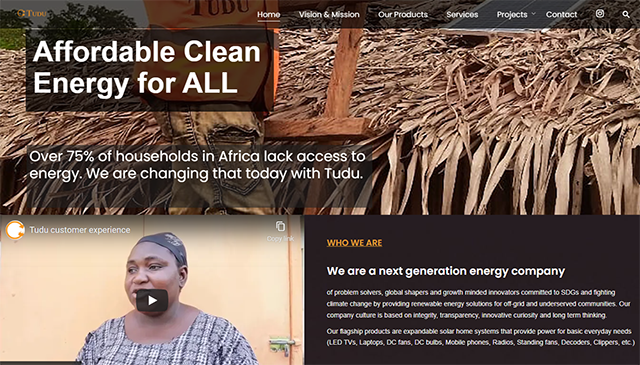 TUDU
Home Vision & Mission Our Products Services Projects Contact
TUDU
Affordable Clean
Energy for ALL
Over 75% of households in Africa lack access to
energy. We are changing that today with Tudu.
Tudu customer experience
Copy link
WHO WE ARE
We are a next generation energy company
of problem solvers, global shapers and growth minded innovators committed to SDGs and fighting
climate change by providing renewable energy solutions for off-grid and underserved communities. Our
company culture is based on integrity, transparency, innovative curiosity and long term thinking.
Our flagship products are expandable solar home systems that provide power for basic everyday needs
(LED TVs, Laptops, DC fans, DC bulbs, Mobile phones, Radios, Standing fans, Decoders, Clippers, etc.)